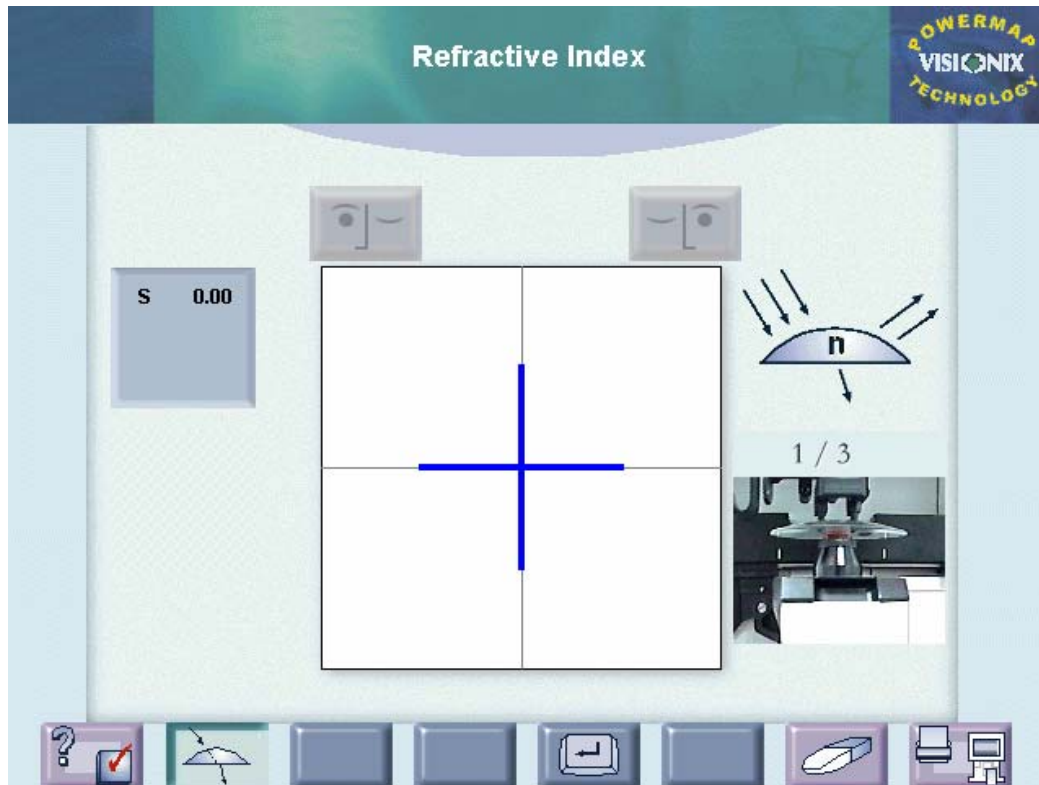 Refractive Index
POWERMAP
VISIONIX
TECHNOLOGY
S 0.00
n
1 / 3
?